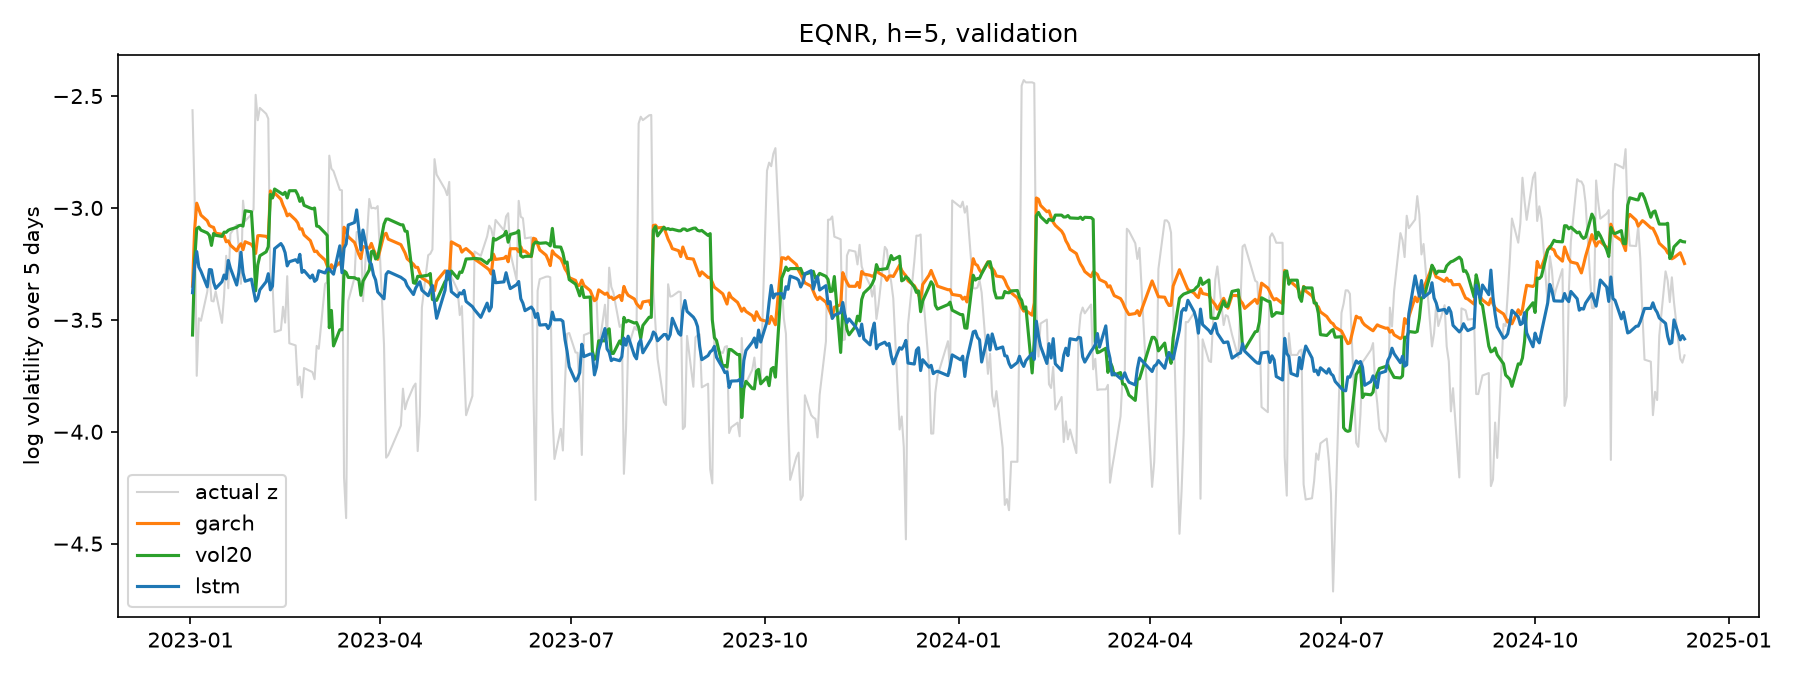 EQNR, h=5, validation
log volatility over 5 days
−2.5
−3.0
−3.5
−4.0
−4.5
actual z
garch
vol20
lstm
2023-01
2023-04
2023-07
2023-10
2024-01
2024-04
2024-07
2024-10
2025-01